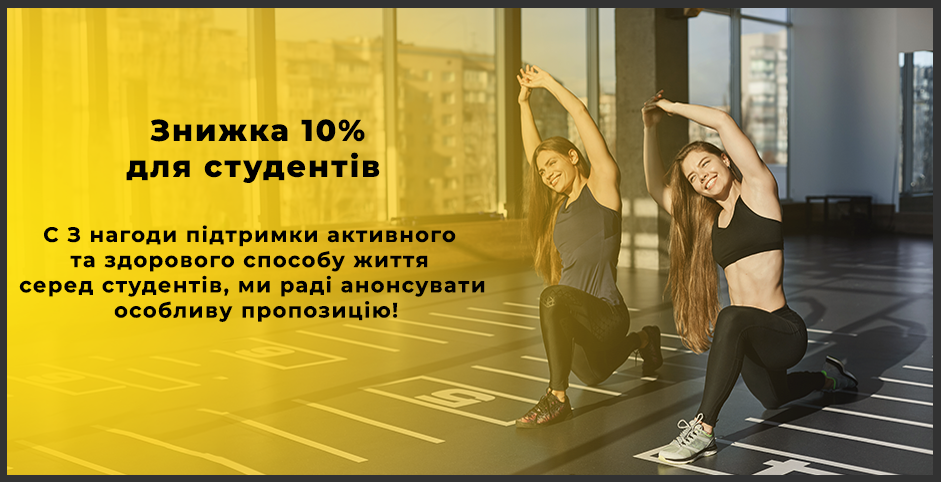 Знижка 10%
для студентів
С З нагоди підтримки активного
та здорового способу життя
серед студентів, ми раді анонсувати
особливу пропозицію!